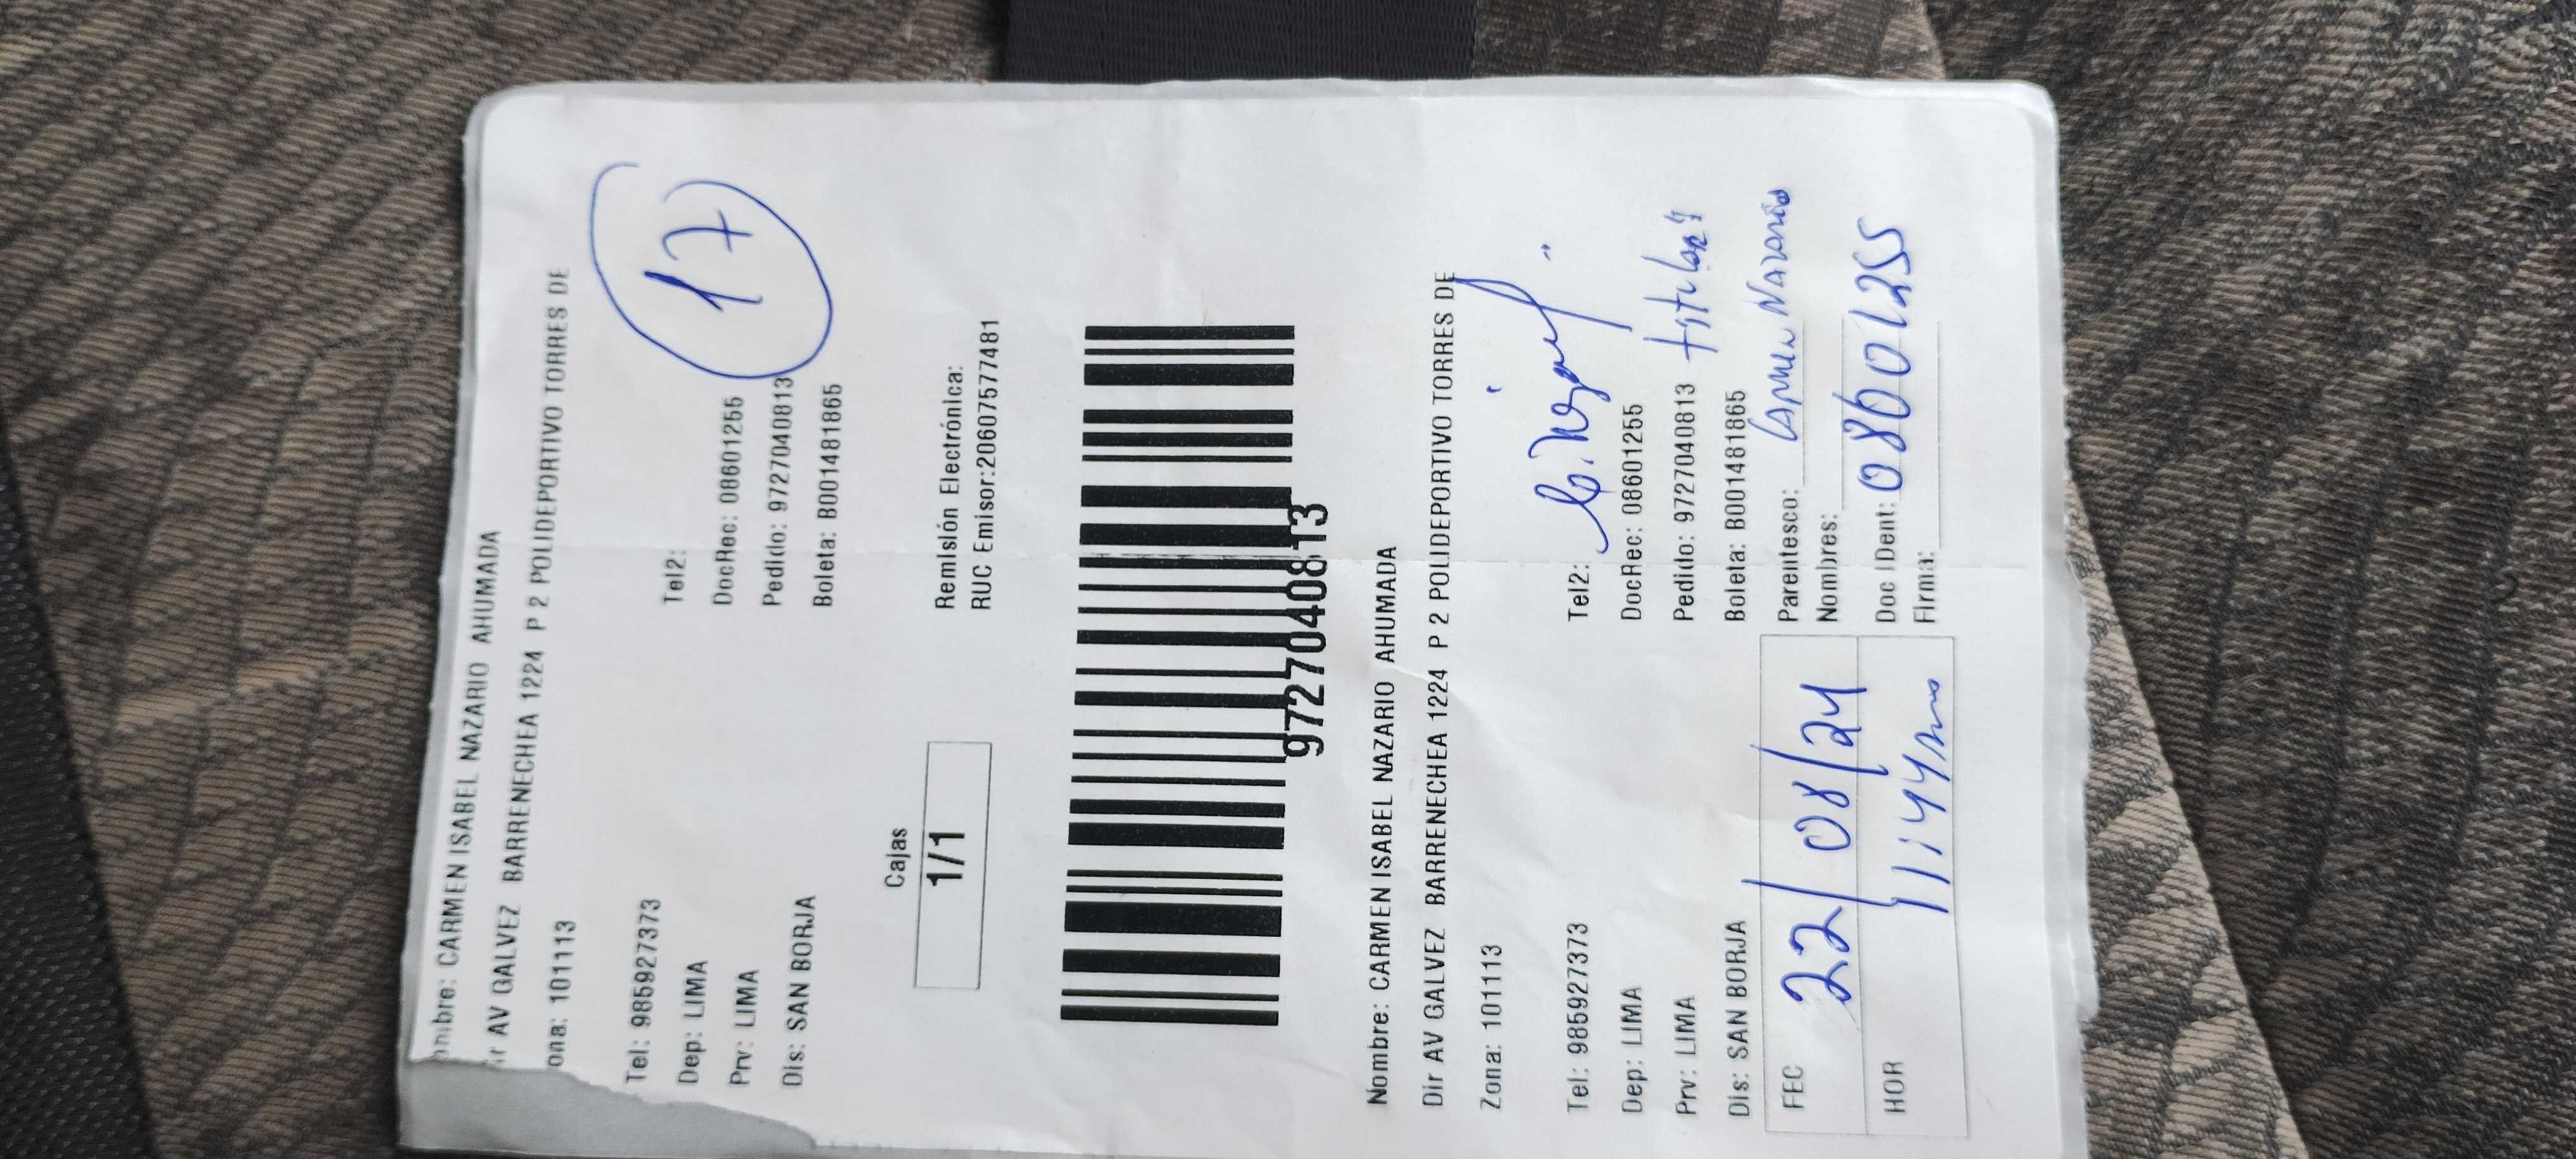 ombre: CARMEN ISABEL NAZARIO AHUMADA
ir AV GALVEZ BARRENECHEA 1224 P 2 POLIDEPORTIVO TORRES DE
ona: 101113
17
Tel: 985927373 Tel2:
Dep: LIMA DocRec: 08601255
Prv: LIMA Pedido: 9727040813
Dis: SAN BORJA Boleta: B001481865
Cajas
1/1
Remisión Electrónica:
RUC Emisor:20607577481
9727040813
Nombre: CARMEN ISABEL NAZARIO AHUMADA
Dir AV GALVEZ BARRENECHEA 1224 P 2 POLIDEPORTIVO TORRES DE
Zona: 101113
Tel: 985927373 Tel2:
Dep: LIMA DocRec: 08601255
Prv: LIMA Pedido: 9727040813 titular
Dis: SAN BORJA Boleta: B001481865
FEC 22/08/24
Parentesco: Carmen Nazario
Nombres:
HOR
Doc Ident: 08601255
Firma: